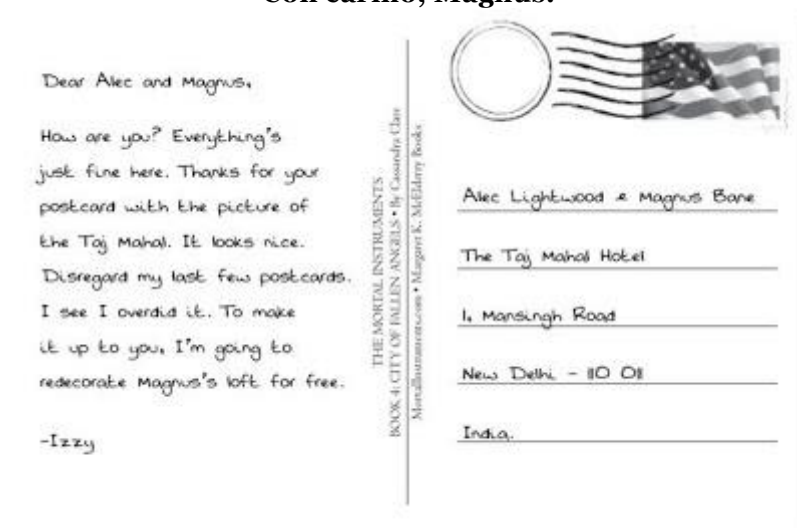 Con cariño, Magnus.
Dear Alec and Magnus,
How are you? Everything's
just fine here. Thanks for your
postcard with the picture of
the Taj Mahal. It looks nice.
Disregard my last few postcards.
I see I overdid it. To make
it up to you, I'm going to
redecorate Magnus's loft for free.
-Izzy
THE MORTAL INSTRUMENTS
BOOK 4: CITY OF FALLEN ANGELS • By Cassandra Clare
MortalInstruments.com • Margaret K. McElderry Books
Alec Lightwood & Magnus Bane
The Taj Mahal Hotel
1, Mansingh Road
New Delhi - 110 011
India.